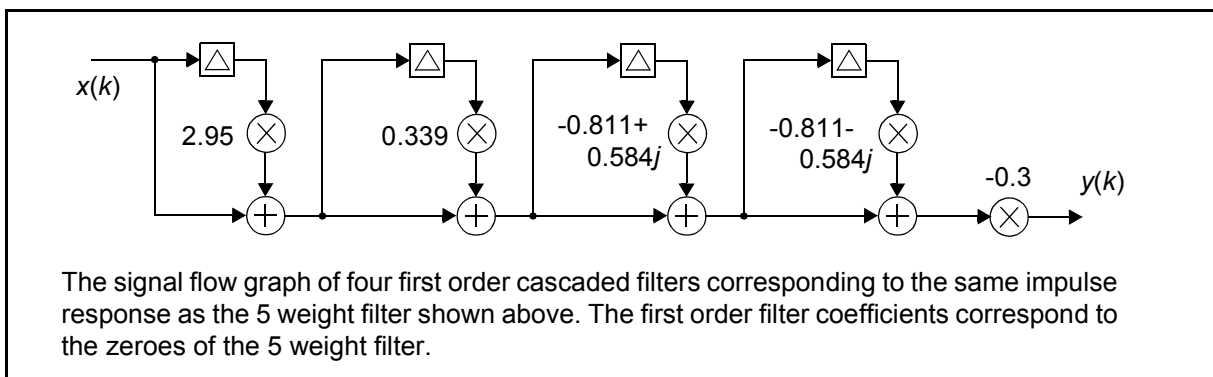 x(k)
2.95
0.339
-0.811+
0.584j
-0.811-
0.584j
-0.3
y(k)
The signal flow graph of four first order cascaded filters corresponding to the same impulse
response as the 5 weight filter shown above. The first order filter coefficients correspond to
the zeroes of the 5 weight filter.